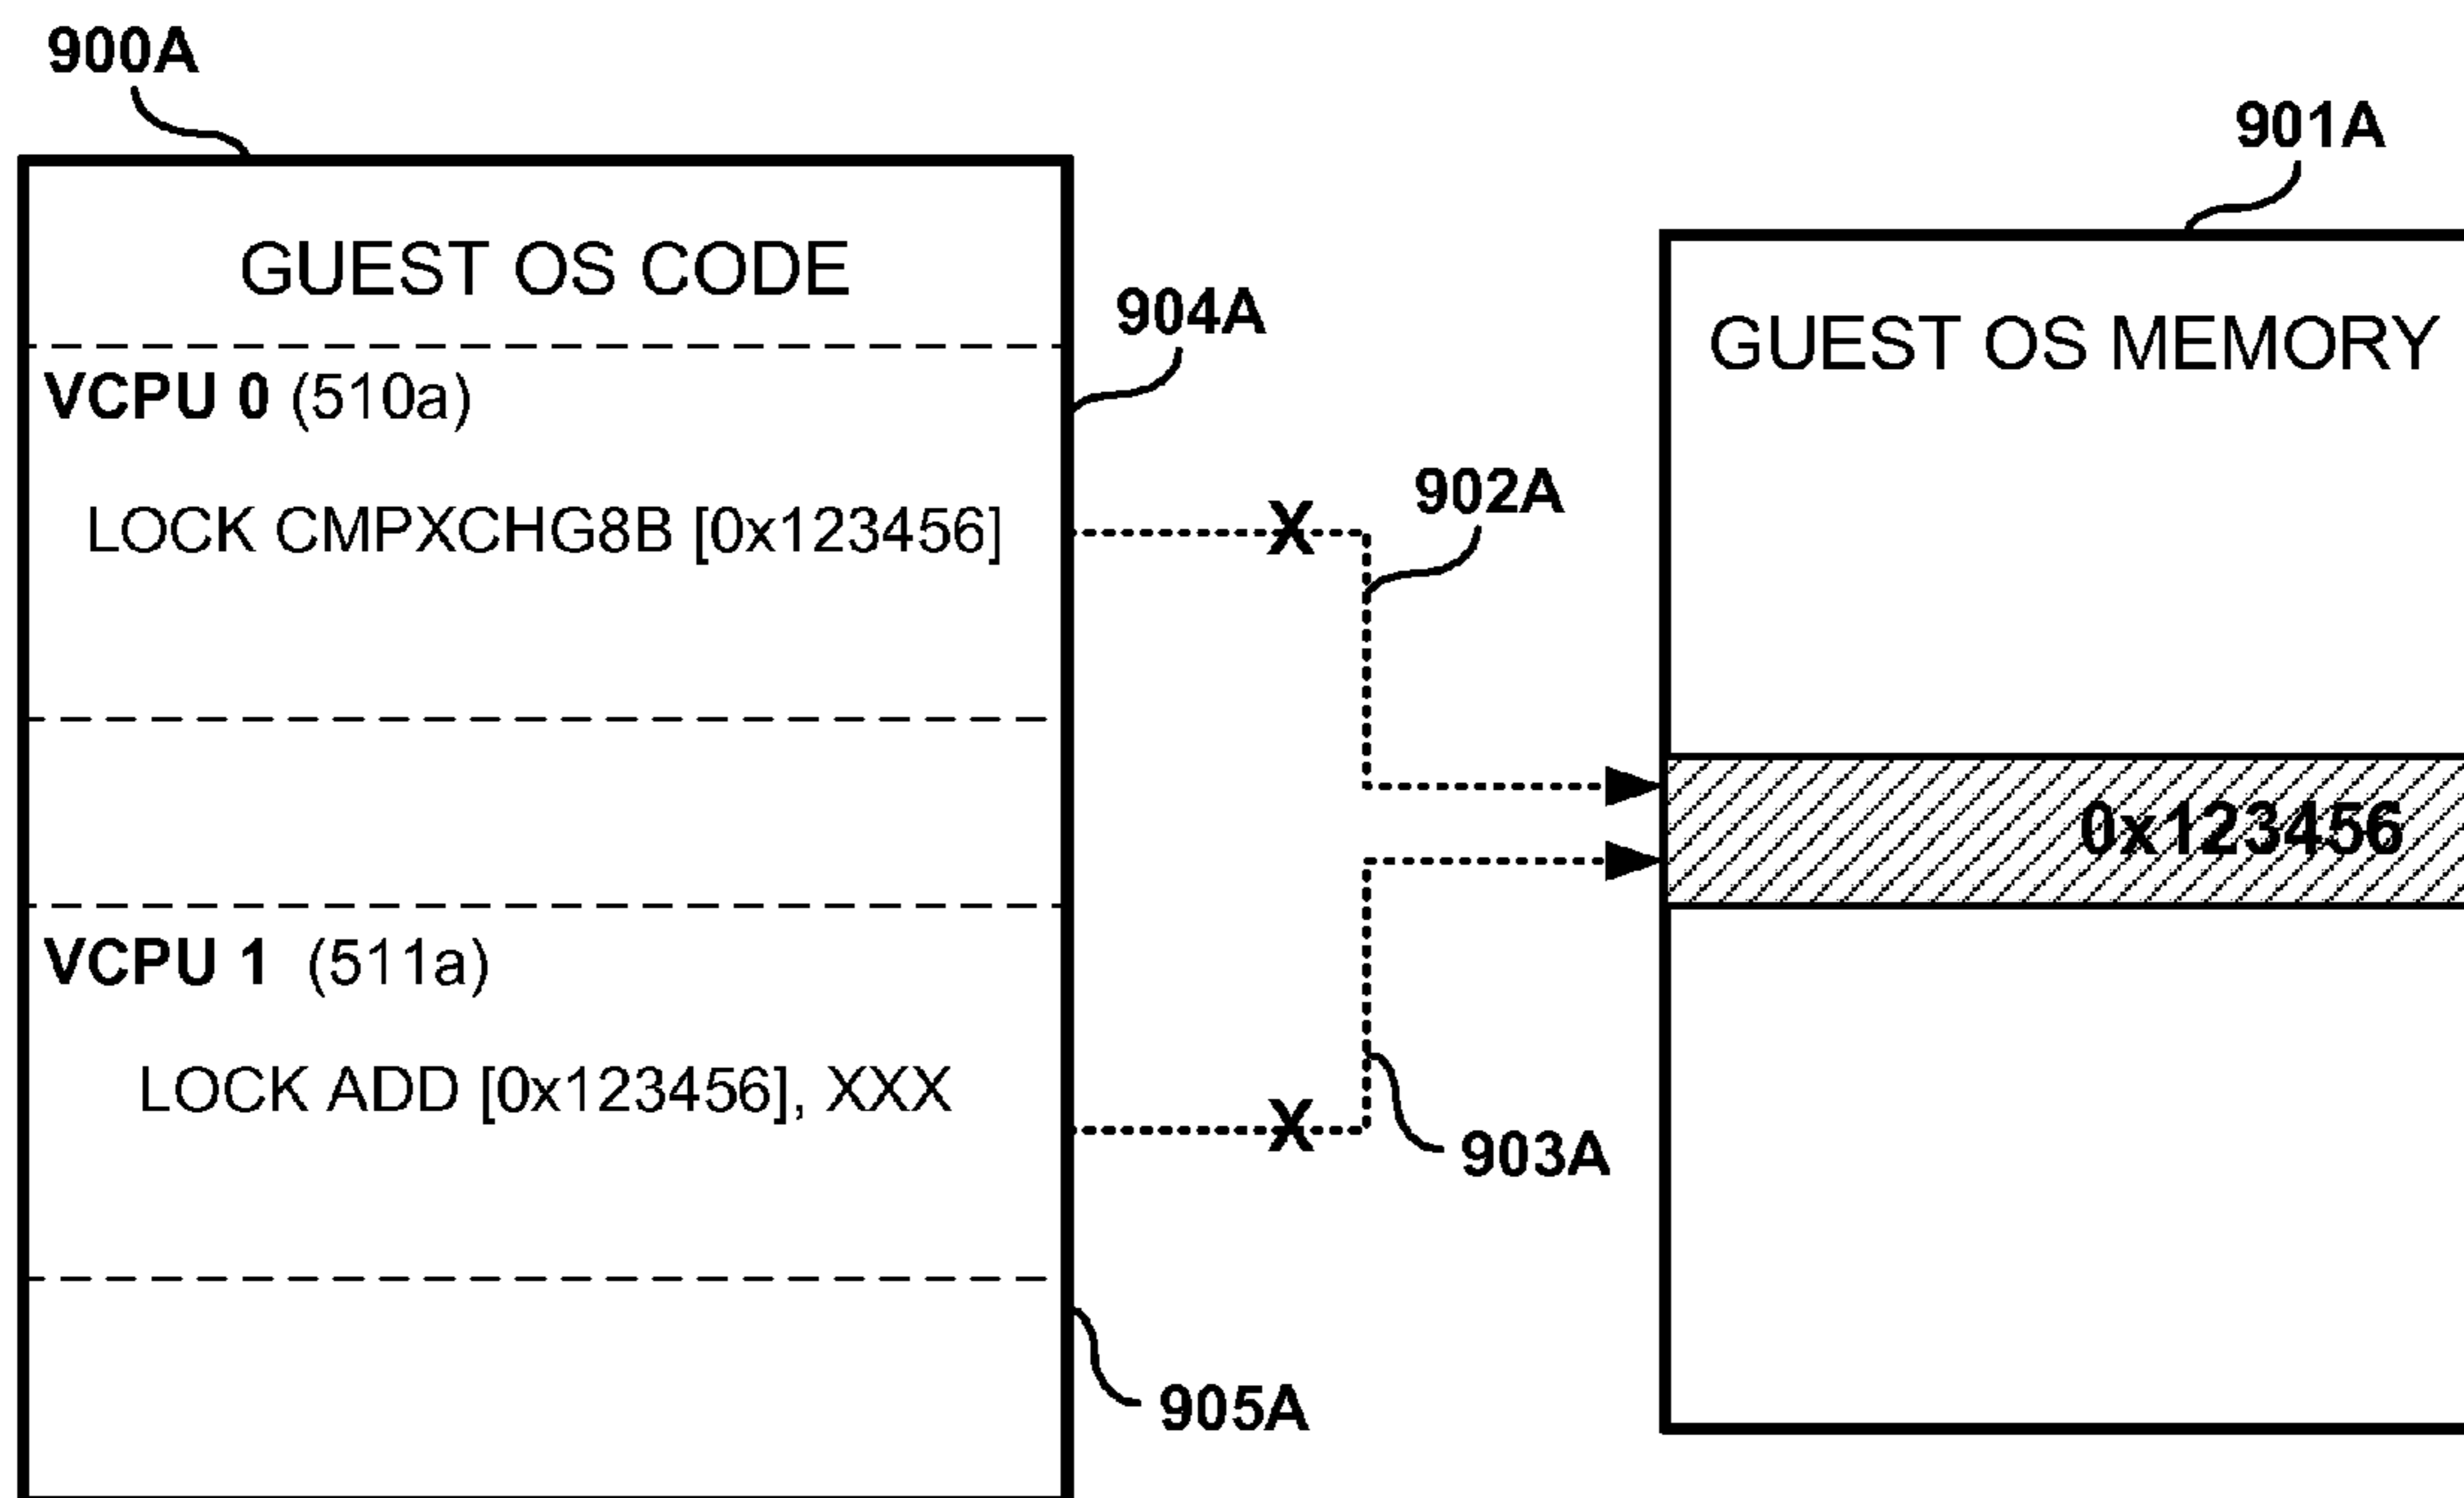 900A
901A
GUEST OS CODE
904A
GUEST OS MEMORY
VCPU 0 (510a)
902A
LOCK CMPXCHG8B [0x123456]
X
0x123456
VCPU 1 (511a)
LOCK ADD [0x123456], XXX
X
903A
905A